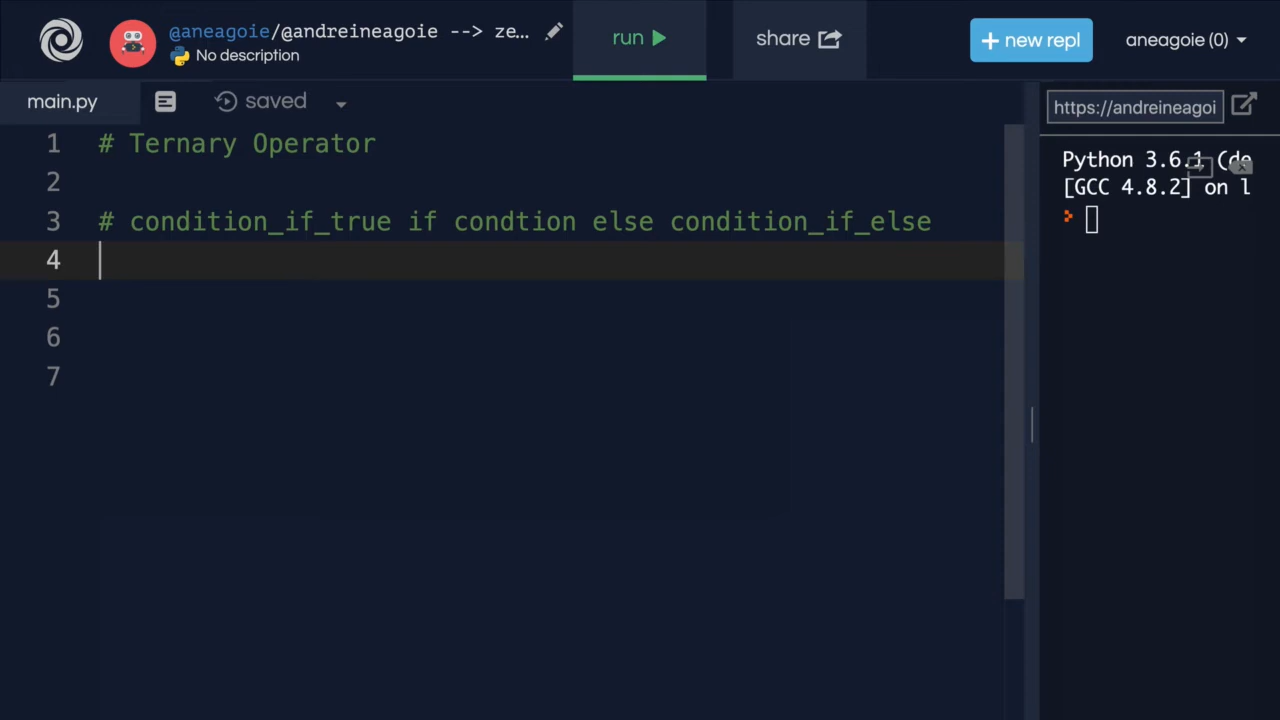 @aneagoie/@andreineagoie --> ze...
No description
run
share
+ new repl
aneagoie (0)
main.py
saved
https://andreineagoi
1 # Ternary Operator
2
3 # condition_if_true if condtion else condition_if_else
4
5
6
7
Python 3.6.1 (de
[GCC 4.8.2] on l